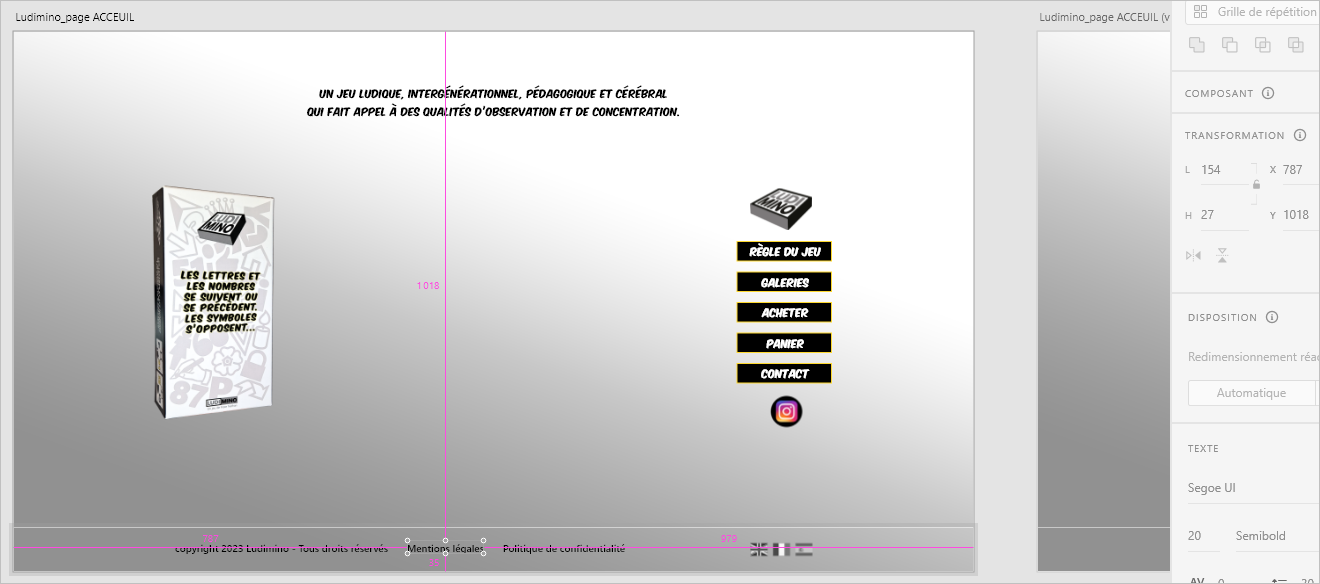 Ludimino_page ACCEUIL
Ludimino_page ACCEUIL (v
Grille de répétition
COMPOSANT
TRANSFORMATION
L 154 X 787
H 27 Y 1018
DISPOSITION
Redimensionnement réac
Automatique
TEXTE
Segoe UI
20 Semibold
AV 0 30
UN JEU LUDIQUE, INTERGÉNÉRATIONNEL, PÉDAGOGIQUE ET CÉRÉBRAL
QUI FAIT APPEL À DES QUALITÉS D'OBSERVATION ET DE CONCENTRATION.
LUDI
MINO
LES LETTRES ET
LES NOMBRES
SE SUIVENT OU
SE PRÉCÈDENT.
LES SYMBOLES
S'OPPOSENT...
87P
LUDIMINO
1018
LUDI
MINO
RÈGLE DU JEU
GALERIES
ACHETER
PANIER
CONTACT
979
copyright 2023 Ludimino - Tous droits réservés
Mentions légales
Politique de confidentialité